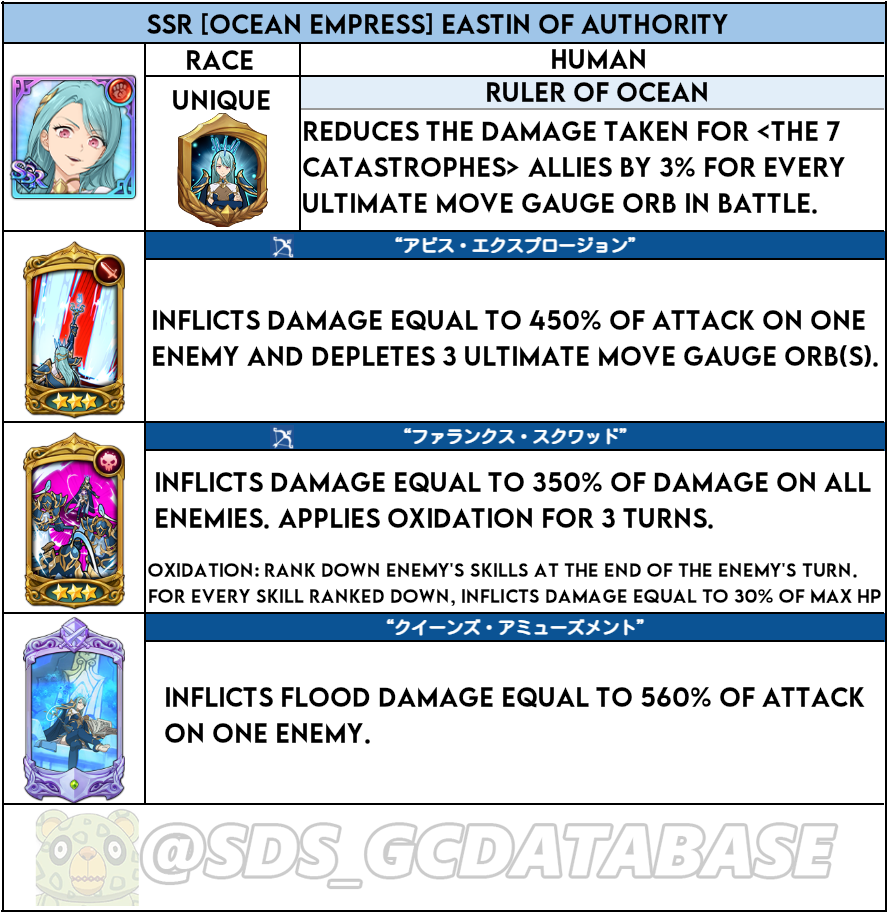 SSR [OCEAN EMPRESS] EASTIN OF AUTHORITY
RACE
HUMAN
SSR
UNIQUE
RULER OF OCEAN
REDUCES THE DAMAGE TAKEN FOR <THE 7
CATASTROPHES> ALLIES BY 3% FOR EVERY
ULTIMATE MOVE GAUGE ORB IN BATTLE.
“アビス・エクスプロージョン”
INFLICTS DAMAGE EQUAL TO 450% OF ATTACK ON ONE
ENEMY AND DEPLETES 3 ULTIMATE MOVE GAUGE ORB(S).
“ファランクス・スクワッド”
INFLICTS DAMAGE EQUAL TO 350% OF DAMAGE ON ALL
ENEMIES. APPLIES OXIDATION FOR 3 TURNS.
OXIDATION: RANK DOWN ENEMY'S SKILLS AT THE END OF THE ENEMY'S TURN.
FOR EVERY SKILL RANKED DOWN, INFLICTS DAMAGE EQUAL TO 30% OF MAX HP
“クイーンズ・アミューズメント”
INFLICTS FLOOD DAMAGE EQUAL TO 560% OF ATTACK
ON ONE ENEMY.
@SDS_GCDATABASE